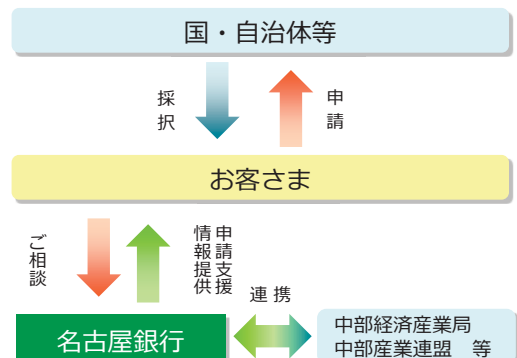 国・自治体等
採択
申請
お客さま
ご相談
申請支援
情報提供
連携
名古屋銀行
中部経済産業局
中部産業連盟　等